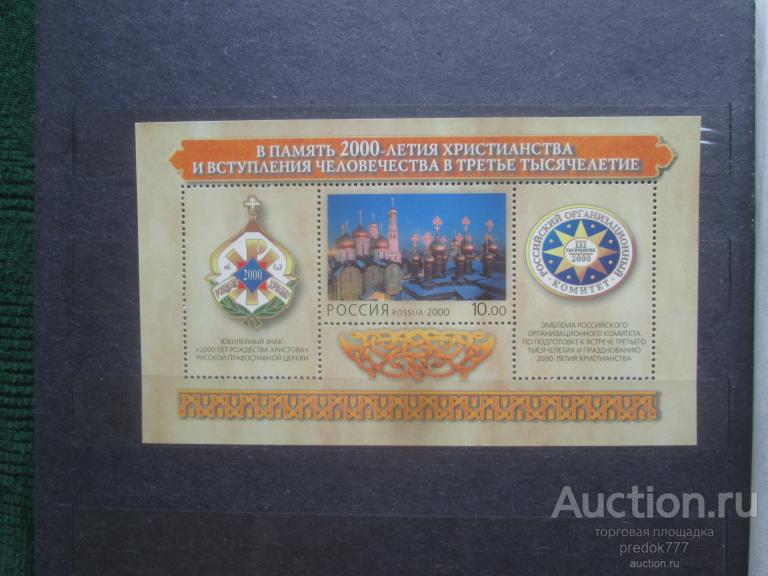 В ПАМЯТЬ 2000-ЛЕТИЯ ХРИСТИАНСТВА
И ВСТУПЛЕНИЯ ЧЕЛОВЕЧЕСТВА В ТРЕТЬЕ ТЫСЯЧЕЛЕТИЕ
2000
ЮБИЛЕЙНЫЙ ЗНАК
«2000 ЛЕТ РОЖДЕСТВА ХРИСТОВА»
РУССКОЙ ПРАВОСЛАВНОЙ ЦЕРКВИ
РОССИЯ ROSSIJA·2000 10.00
РОССИЙСКИЙ ОРГАНИЗАЦИОННЫЙ
КОМИТЕТ
III
ТЫСЯЧЕЛЕТИЕ
2000
ЭМБЛЕМА РОССИЙСКОГО
ОРГАНИЗАЦИОННОГО КОМИТЕТА
ПО ПОДГОТОВКЕ К ВСТРЕЧЕ ТРЕТЬЕГО
ТЫСЯЧЕЛЕТИЯ И ПРАЗДНОВАНИЮ
2000-ЛЕТИЯ ХРИСТИАНСТВА
Auction.ru
торговая площадка
predok777
auction.ru